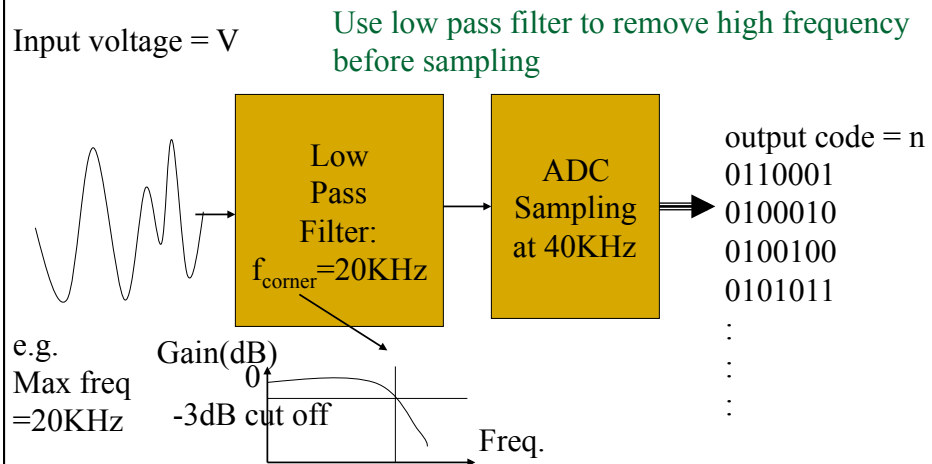 Input voltage = V
Use low pass filter to remove high frequency
before sampling
Low
Pass
Filter:
f_corner=20KHz
ADC
Sampling
at 40KHz
output code = n
0110001
0100010
0100100
0101011
:
:
:
e.g.
Max freq
=20KHz
Gain(dB)
0
-3dB cut off
Freq.